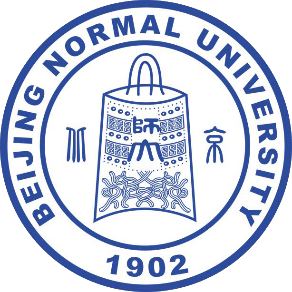 BEIJING NORMAL UNIVERSITY
北 京
師大
1902